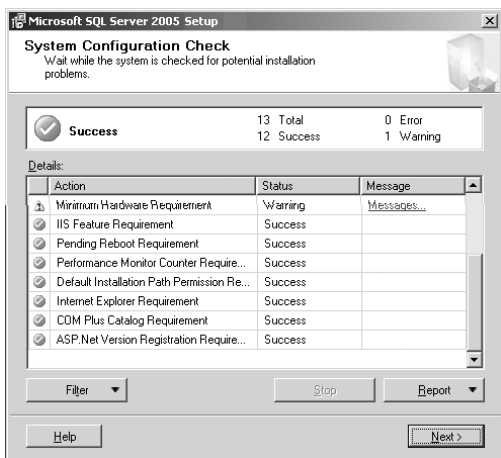 Microsoft SQL Server 2005 Setup
System Configuration Check
Wait while the system is checked for potential installation
problems.
Success
13 Total
0 Error
12 Success
1 Warning
Details:
Action Status Message
Minimum Hardware Requirement Warning Messages...
IIS Feature Requirement Success
Pending Reboot Requirement Success
Performance Monitor Counter Require... Success
Default Installation Path Permission Re... Success
Internet Explorer Requirement Success
COM Plus Catalog Requirement Success
ASP.Net Version Registration Require... Success
Filter Stop Report
Help Next >